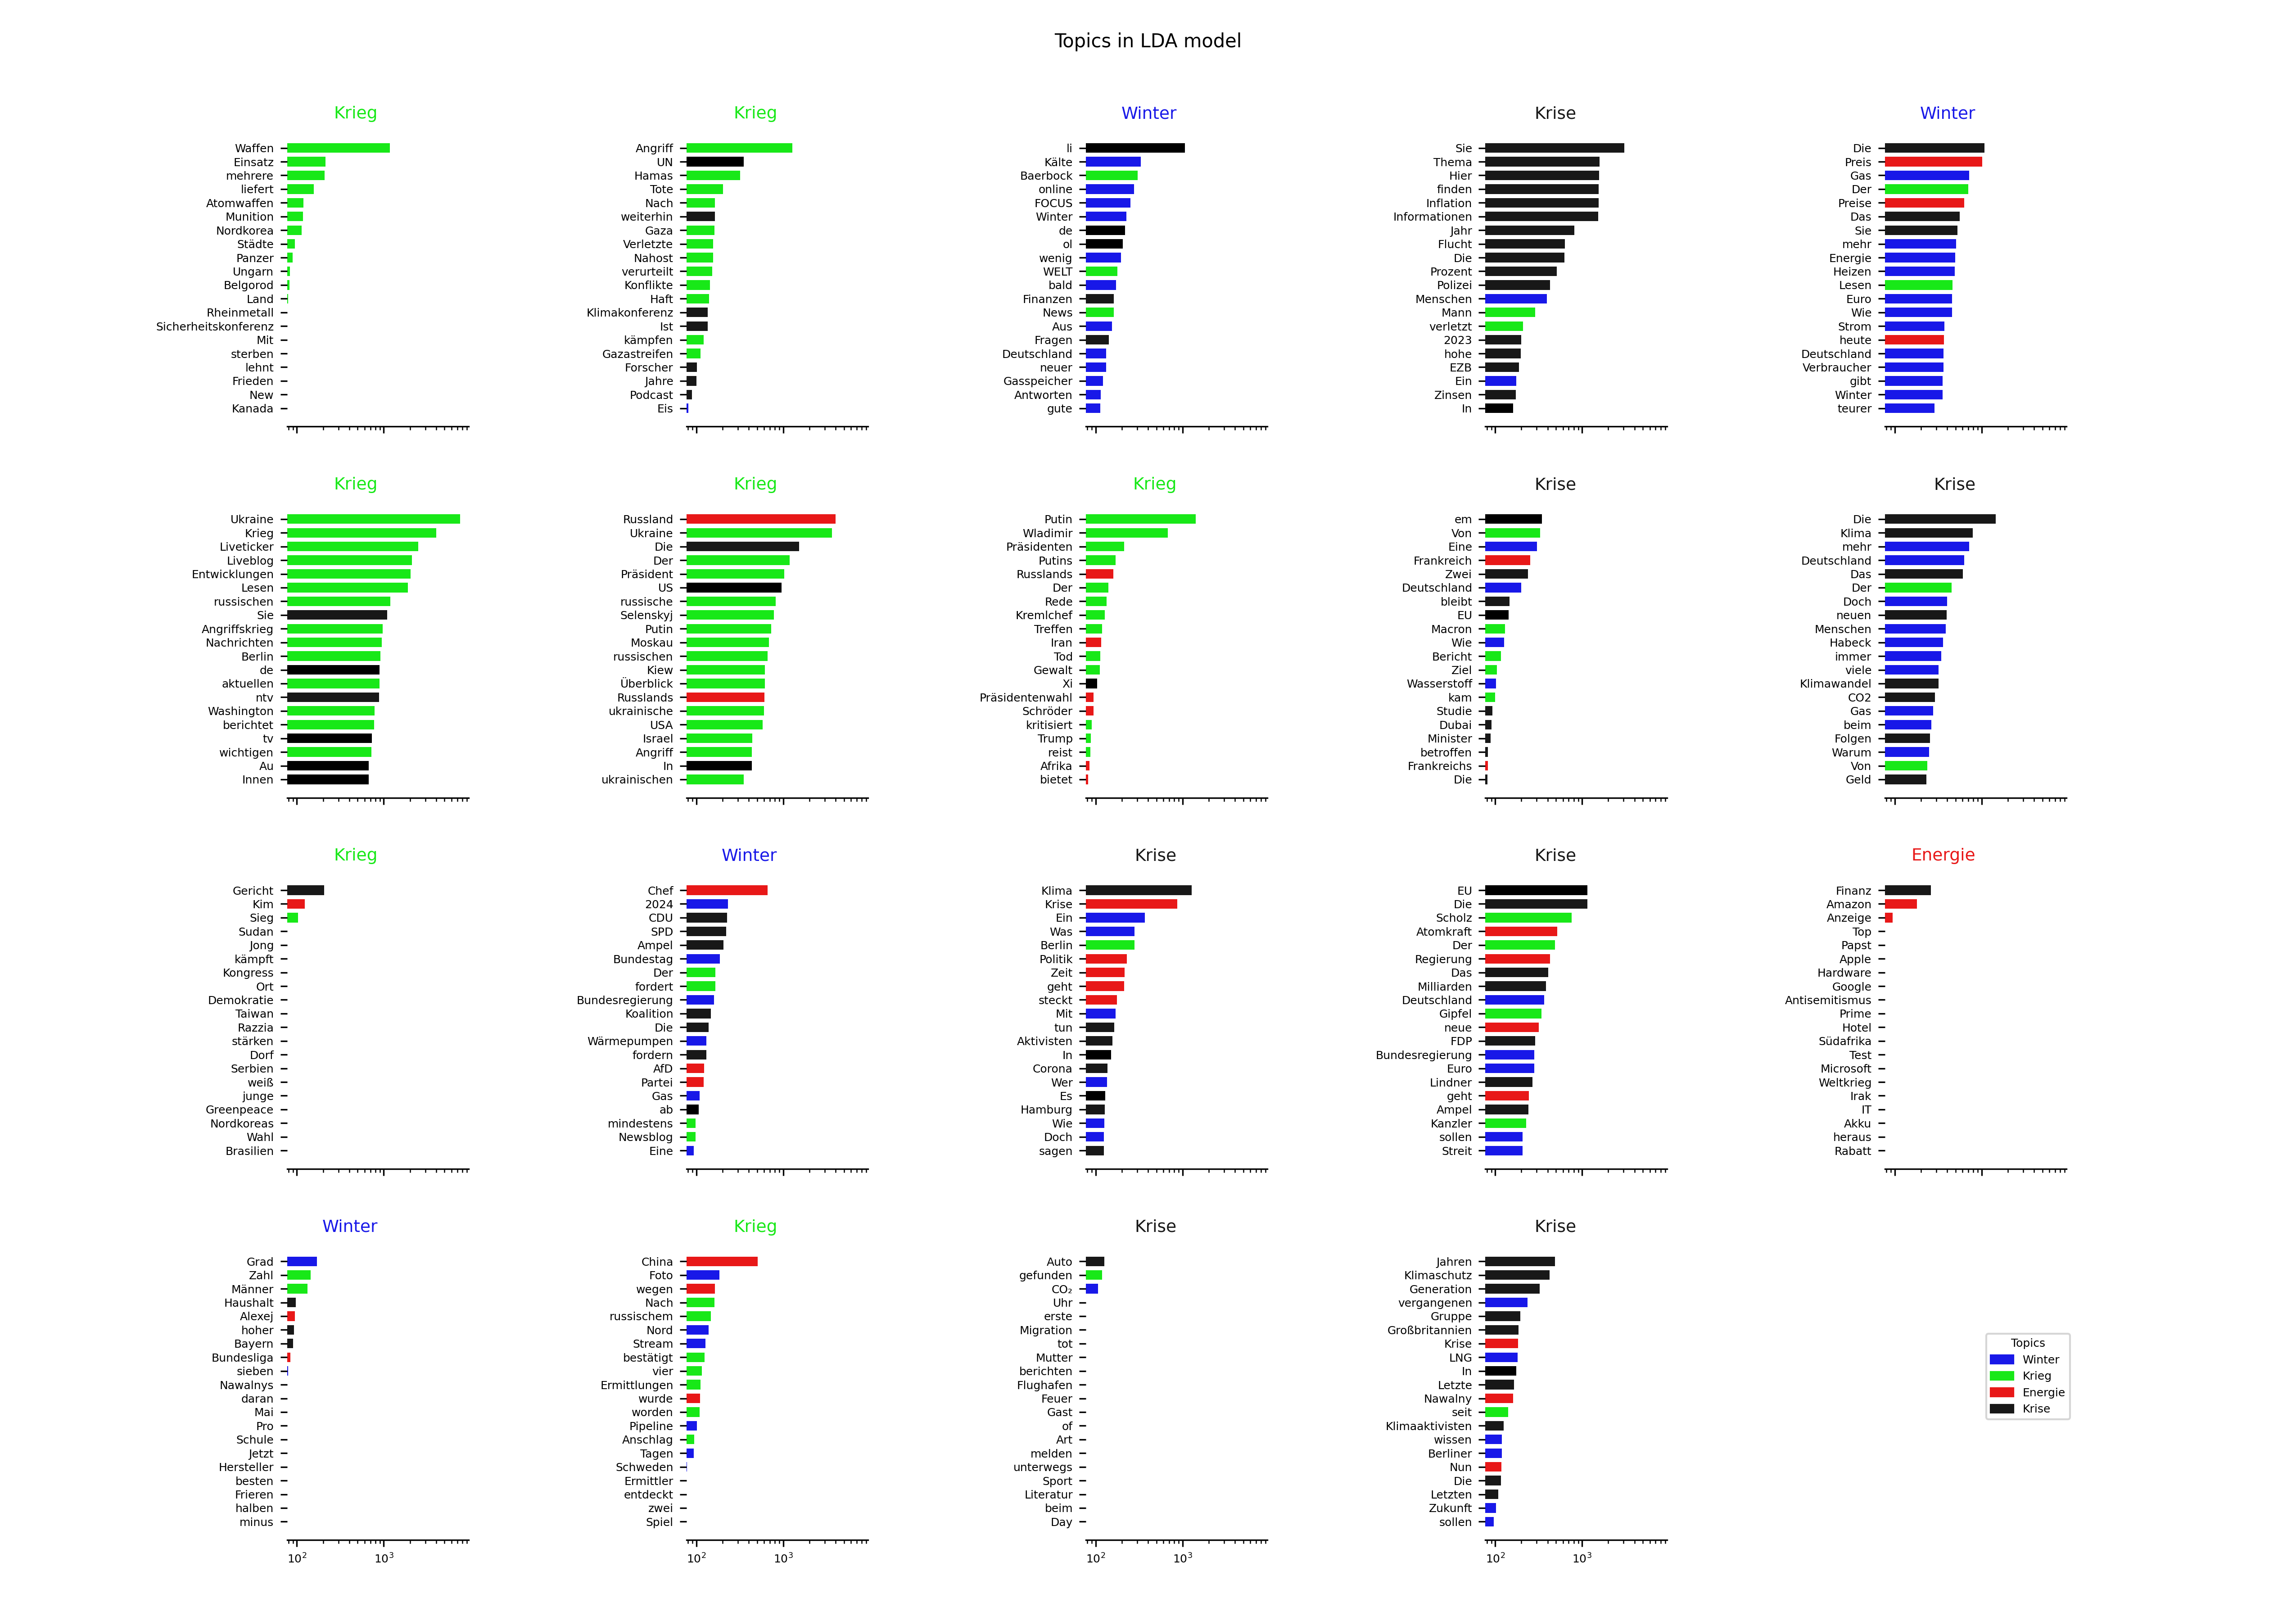 Topics in LDA model
Krieg
Waffen
Einsatz
mehrere
liefert
Atomwaffen
Munition
Nordkorea
Städte
Panzer
Ungarn
Belgorod
Land
Rheinmetall
Sicherheitskonferenz
Mit
sterben
lehnt
Frieden
New
Kanada
Krieg
Angriff
UN
Hamas
Tote
Nach
weiterhin
Gaza
Verletzte
Nahost
verurteilt
Konflikte
Haft
Klimakonferenz
Ist
kämpfen
Gazastreifen
Forscher
Jahre
Podcast
Eis
Winter
li
Kälte
Baerbock
online
FOCUS
Winter
de
ol
wenig
WELT
bald
Finanzen
News
Aus
Fragen
Deutschland
neuer
Gasspeicher
Antworten
gute
Krise
Sie
Thema
Hier
finden
Inflation
Informationen
Jahr
Flucht
Die
Prozent
Polizei
Menschen
Mann
verletzt
2023
hohe
EZB
Ein
Zinsen
In
Winter
Die
Preis
Gas
Der
Preise
Das
Sie
mehr
Energie
Heizen
Lesen
Euro
Wie
Strom
heute
Deutschland
Verbraucher
gibt
Winter
teurer
Krieg
Ukraine
Krieg
Liveticker
Liveblog
Entwicklungen
Lesen
russischen
Sie
Angriffskrieg
Nachrichten
Berlin
de
aktuellen
ntv
Washington
berichtet
tv
wichtigen
Au
Innen
Krieg
Russland
Ukraine
Die
Der
Präsident
US
russische
Selenskyj
Putin
Moskau
russischen
Kiew
Überblick
Russlands
ukrainische
USA
Israel
Angriff
In
ukrainischen
Krieg
Putin
Wladimir
Präsidenten
Putins
Russlands
Der
Rede
Kremlchef
Treffen
Iran
Tod
Gewalt
Xi
Präsidentenwahl
Schröder
kritisiert
Trump
reist
Afrika
bietet
Krise
em
Von
Eine
Frankreich
Zwei
Deutschland
bleibt
EU
Macron
Wie
Bericht
Ziel
Wasserstoff
kam
Studie
Dubai
Minister
betroffen
Frankreichs
Die
Krise
Die
Klima
mehr
Deutschland
Das
Der
Doch
neuen
Menschen
Habeck
immer
viele
Klimawandel
CO2
Gas
beim
Folgen
Warum
Von
Geld
Krieg
Gericht
Kim
Sieg
Sudan
Jong
kämpft
Kongress
Ort
Demokratie
Taiwan
Razzia
stärken
Dorf
Serbien
weiß
junge
Greenpeace
Nordkoreas
Wahl
Brasilien
Winter
Chef
2024
CDU
SPD
Ampel
Bundestag
Der
fordert
Bundesregierung
Koalition
Die
Wärmepumpen
fordern
AfD
Partei
Gas
ab
mindestens
Newsblog
Eine
Krise
Klima
Krise
Ein
Was
Berlin
Politik
Zeit
geht
steckt
Mit
tun
Aktivisten
In
Corona
Wer
Es
Hamburg
Wie
Doch
sagen
Krise
EU
Die
Scholz
Atomkraft
Der
Regierung
Das
Milliarden
Deutschland
Gipfel
neue
FDP
Bundesregierung
Euro
Lindner
geht
Ampel
Kanzler
sollen
Streit
Energie
Finanz
Amazon
Anzeige
Top
Papst
Apple
Hardware
Google
Antisemitismus
Prime
Hotel
Südafrika
Test
Microsoft
Weltkrieg
Irak
IT
Akku
heraus
Rabatt
Winter
Grad
Zahl
Männer
Haushalt
Alexej
hoher
Bayern
Bundesliga
sieben
Nawalnys
daran
Mai
Pro
Schule
Jetzt
Hersteller
besten
Frieren
halben
minus
10²
10³
Krieg
China
Foto
wegen
Nach
russischem
Nord
Stream
bestätigt
vier
Ermittlungen
wurde
worden
Pipeline
Anschlag
Tagen
Schweden
Ermittler
entdeckt
zwei
Spiel
10²
10³
Krise
Auto
gefunden
CO₂
Uhr
erste
Migration
tot
Mutter
berichten
Flughafen
Feuer
Gast
of
Art
melden
unterwegs
Sport
Literatur
beim
Day
10²
10³
Krise
Jahren
Klimaschutz
Generation
vergangenen
Gruppe
Großbritannien
Krise
LNG
In
Letzte
Nawalny
seit
Klimaaktivisten
wissen
Berliner
Nun
Die
Letzten
Zukunft
sollen
10²
10³
Topics
Winter
Krieg
Energie
Krise